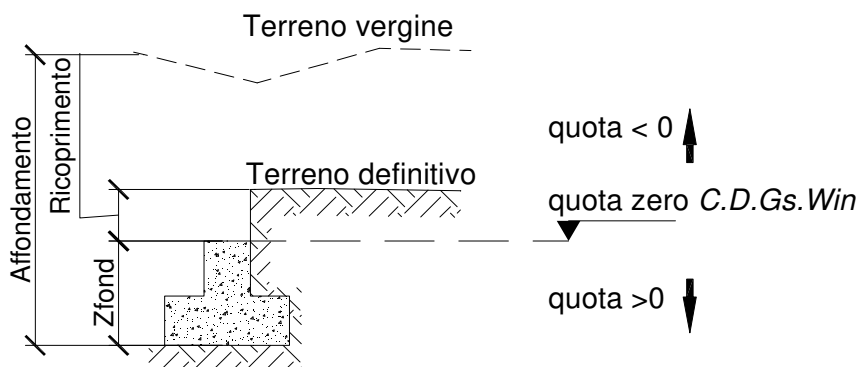 Terreno vergine
Affondamento
Ricoprimento
quota < 0
Terreno definitivo
quota zero C.D.Gs.Win
Zfond
quota >0